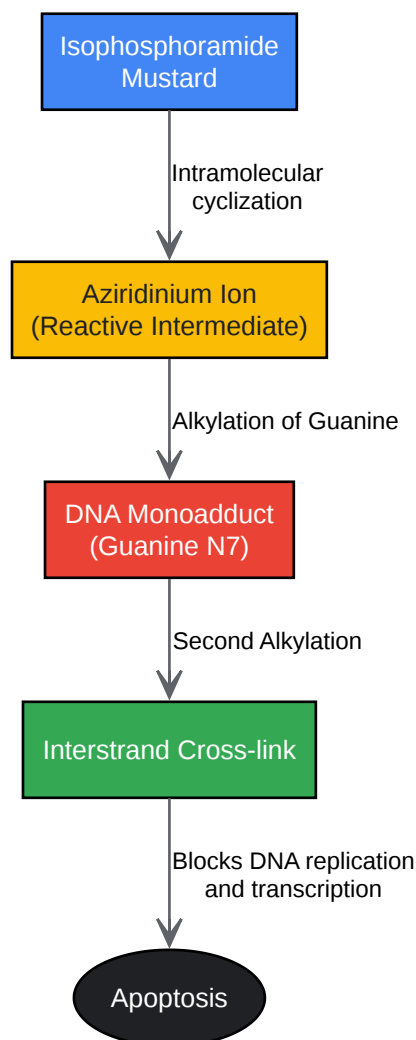 Isophosphoramide
Mustard
Intramolecular
cyclization
Aziridinium Ion
(Reactive Intermediate)
Alkylation of Guanine
DNA Monoadduct
(Guanine N7)
Second Alkylation
Interstrand Cross-link
Blocks DNA replication
and transcription
Apoptosis